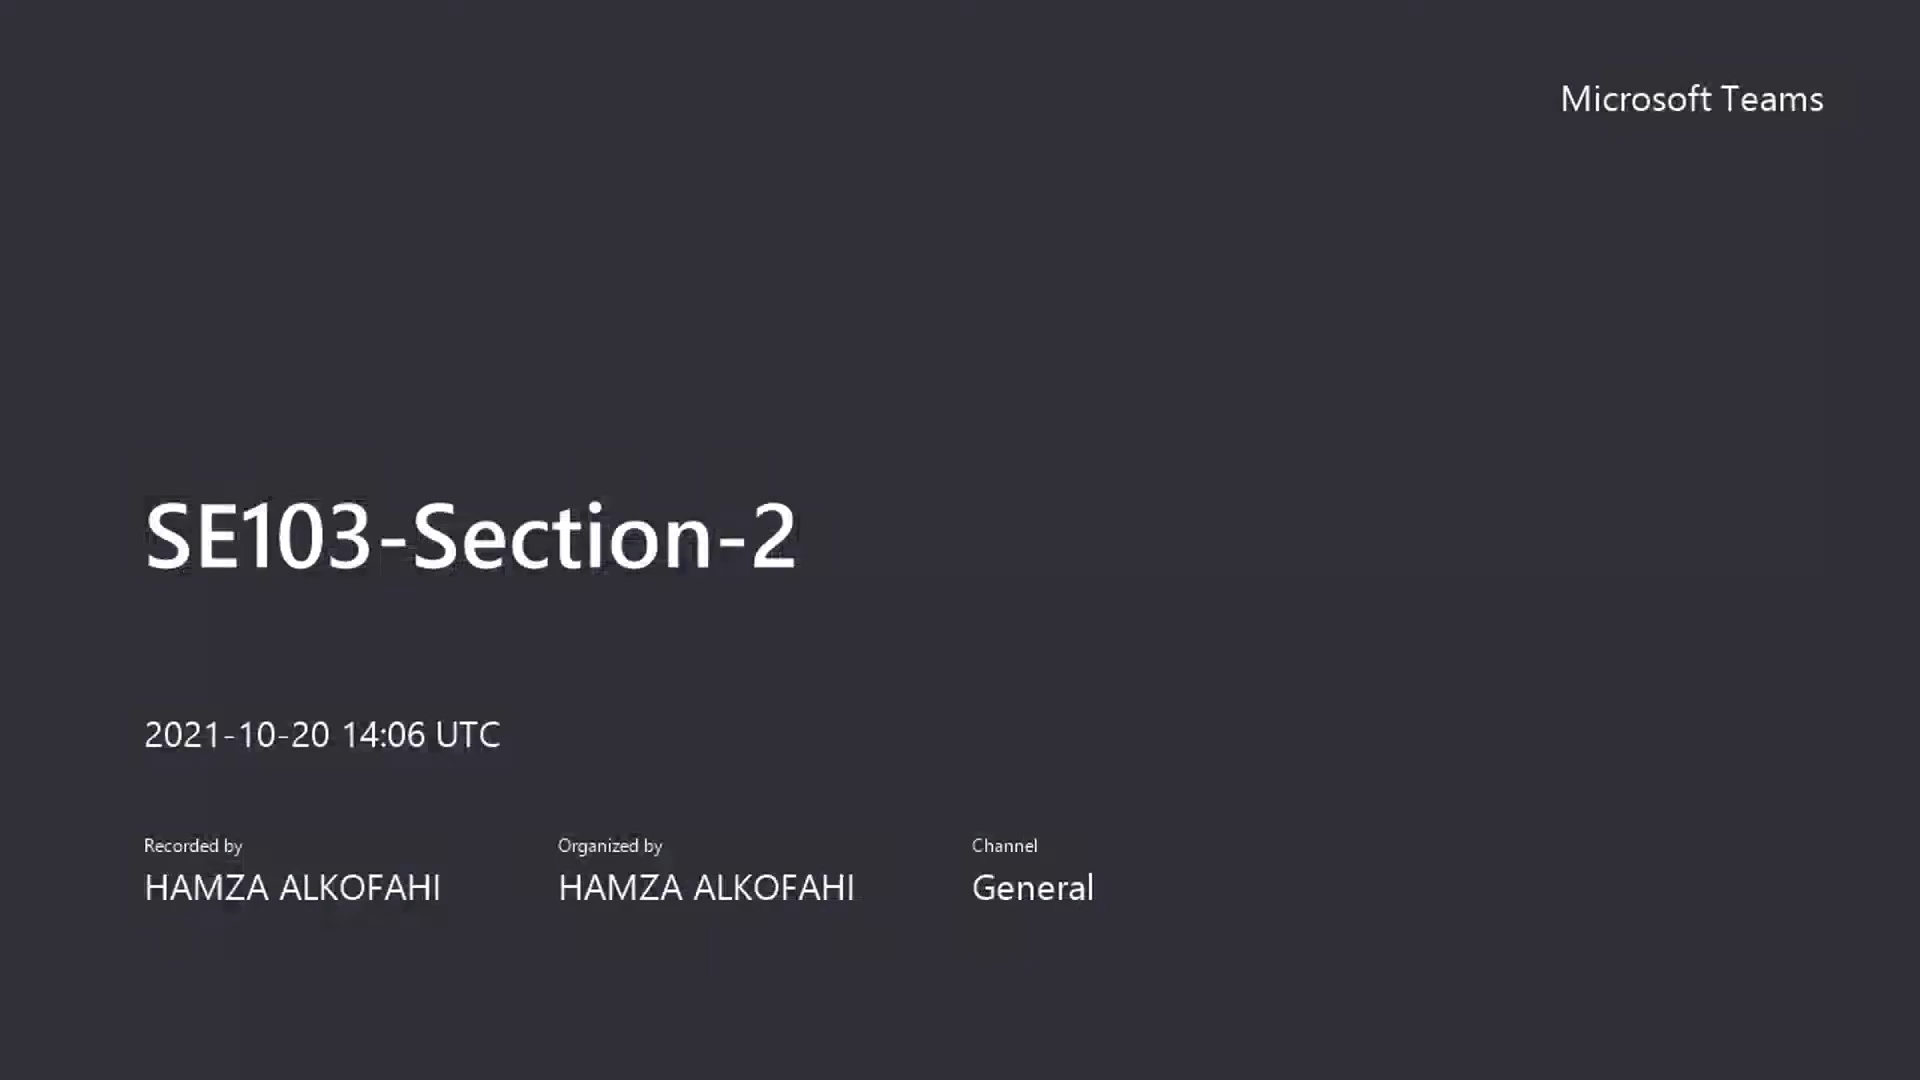 Microsoft Teams
SE103-Section-2
2021-10-20 14:06 UTC
Recorded by
HAMZA ALKOFAHI
Organized by
HAMZA ALKOFAHI
Channel
General